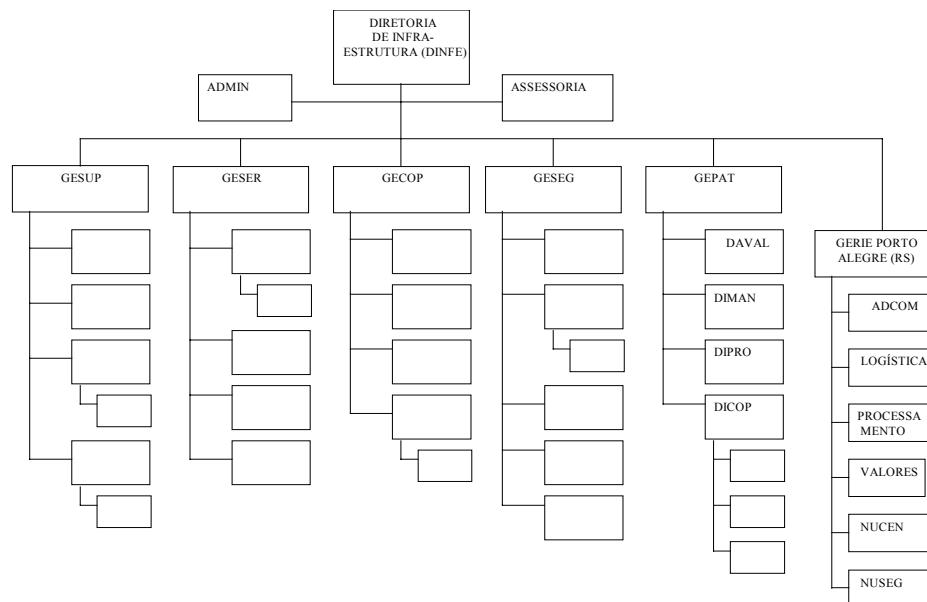 DIRETORIA
DE INFRA-
ESTRUTURA (DINFE)
ADMIN
ASSESSORIA
GESUP
GESER
GECOP
GESEG
GEPAT
GERIE PORTO
ALEGRE (RS)
DAVAL
DIMAN
DIPRO
DICOP
ADCOM
LOGÍSTICA
PROCESSA
MENTO
VALORES
NUCEN
NUSEG